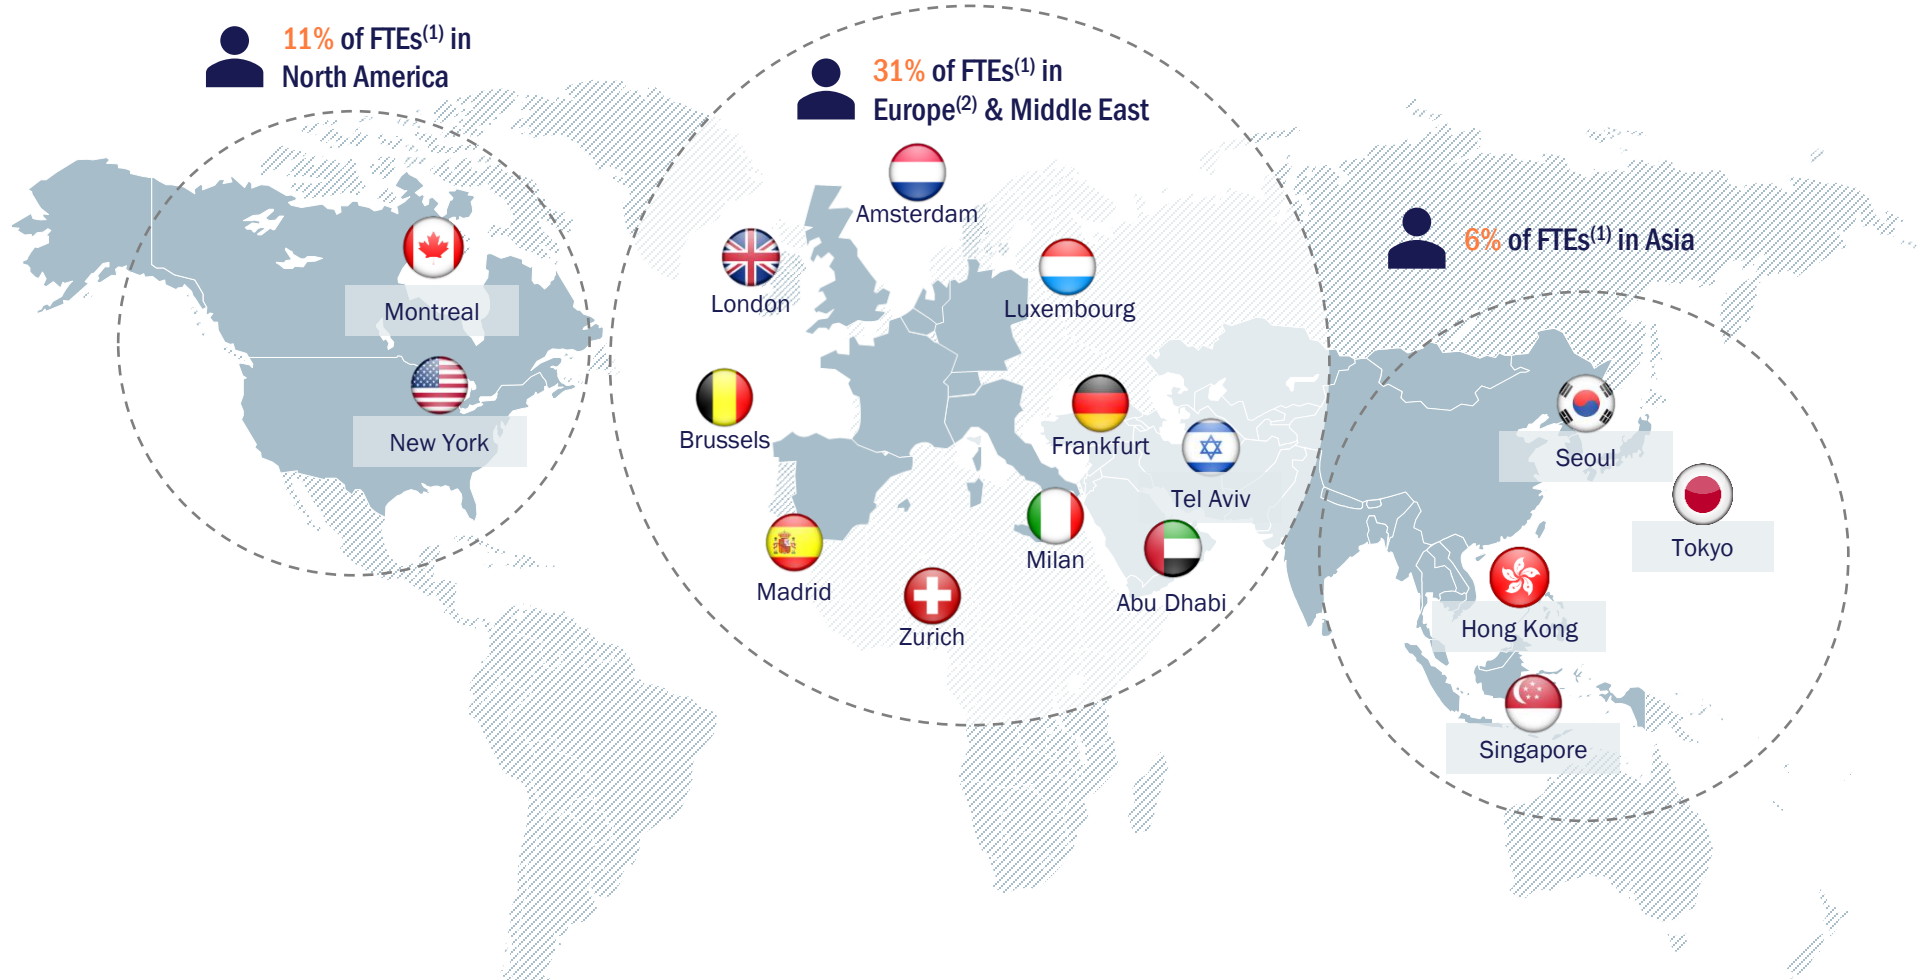 11% of FTEs(1) in
North America
31% of FTEs(1) in
Europe(2) & Middle East
6% of FTEs(1) in Asia
Montreal
New York
Amsterdam
London
Luxembourg
Brussels
Frankfurt
Tel Aviv
Madrid
Milan
Abu Dhabi
Zurich
Seoul
Tokyo
Hong Kong
Singapore